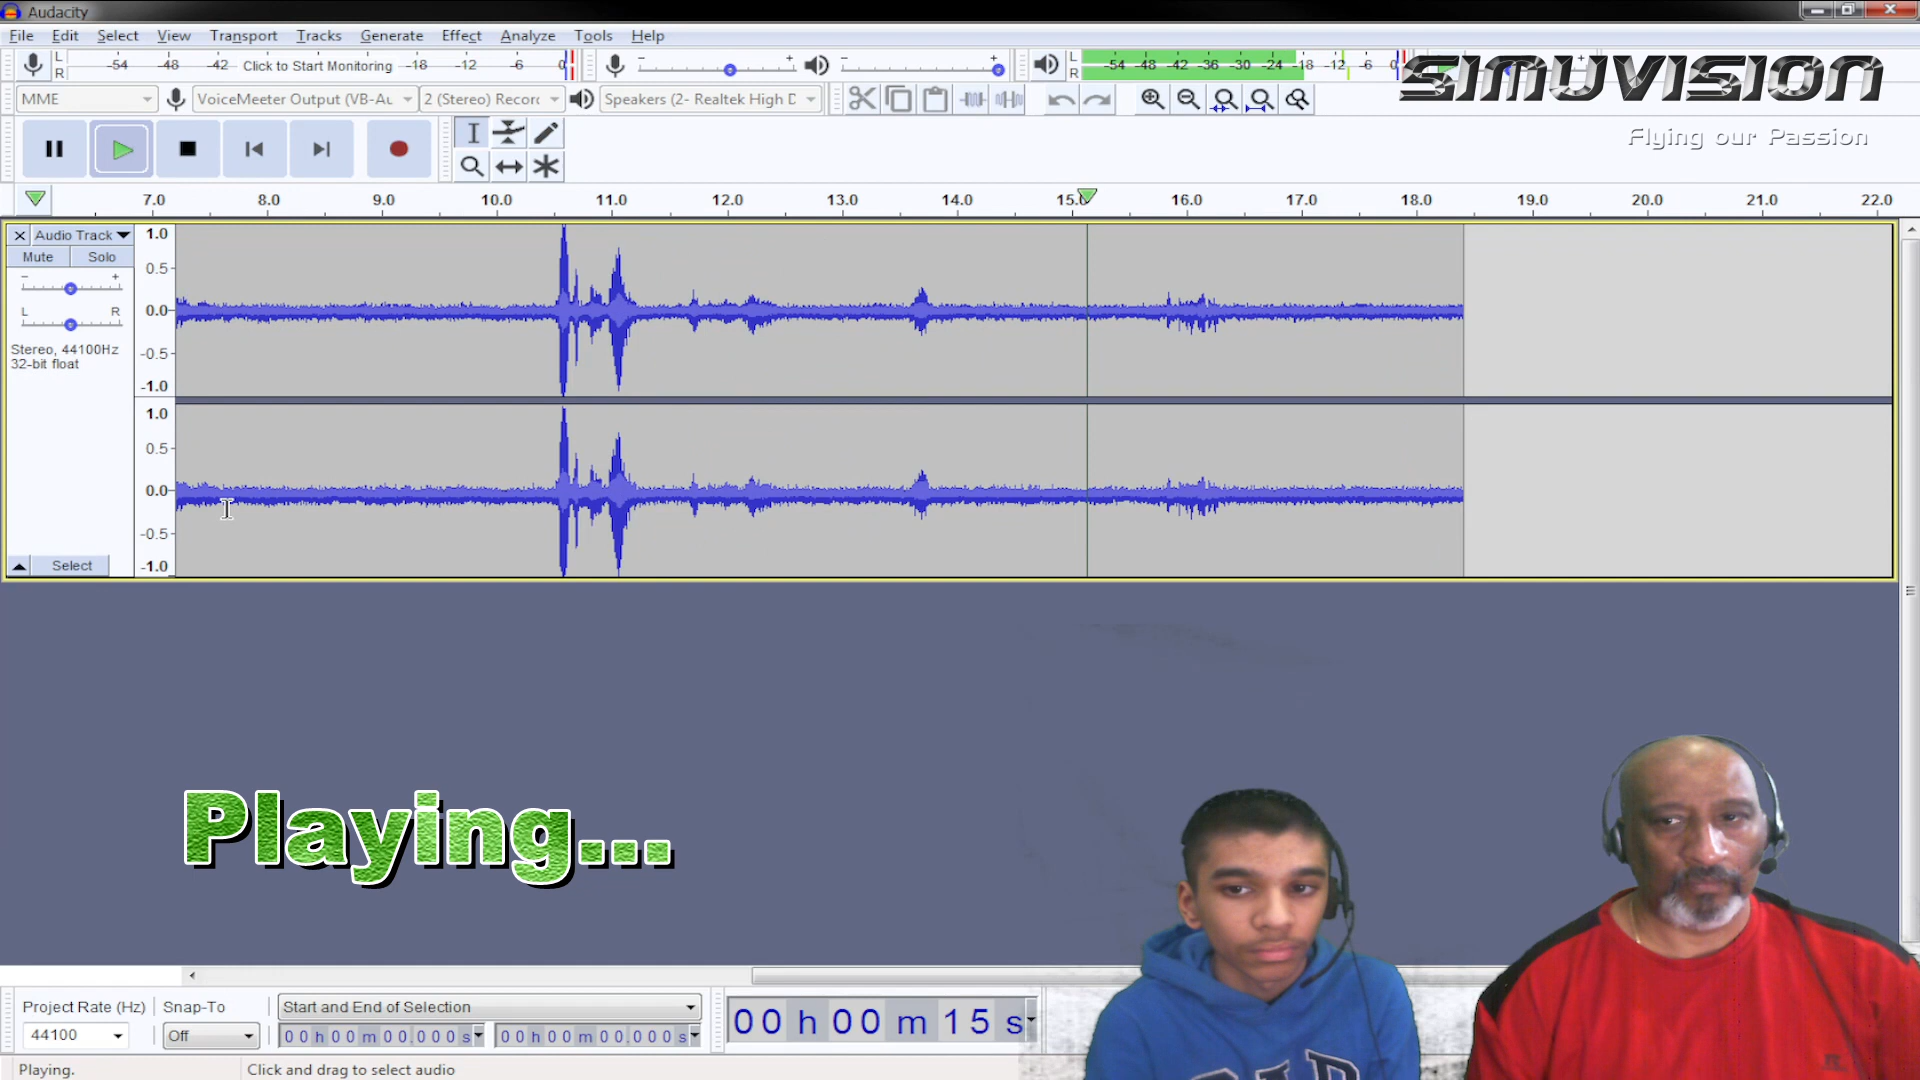 Audacity
File Edit Select View Transport Tracks Generate Effect Analyze Tools Help
L R -54 -48 -42 Click to Start Monitoring -18 -12 -6 0 - + L R -54 -48 -42 -36 -30 -24 -18 -12 -6 0
SIMUVISION
Flying our Passion
MME VoiceMeeter Output (VB-Au 2 (Stereo) Recorc Speakers (2- Realtek High D
7.0 8.0 9.0 10.0 11.0 12.0 13.0 14.0 15.0 16.0 17.0 18.0 19.0 20.0 21.0 22.0
Audio Track
Mute Solo
- +
L R
Stereo, 44100Hz
32-bit float
Select
1.0
0.5
0.0
-0.5
-1.0
1.0
0.5
0.0
-0.5
-1.0
Playing...
Project Rate (Hz) Snap-To Start and End of Selection
44100 Off 00 h 00 m 00.000 s 00 h 00 m 00.000 s 00 h 00 m 15 s
Playing. Click and drag to select audio